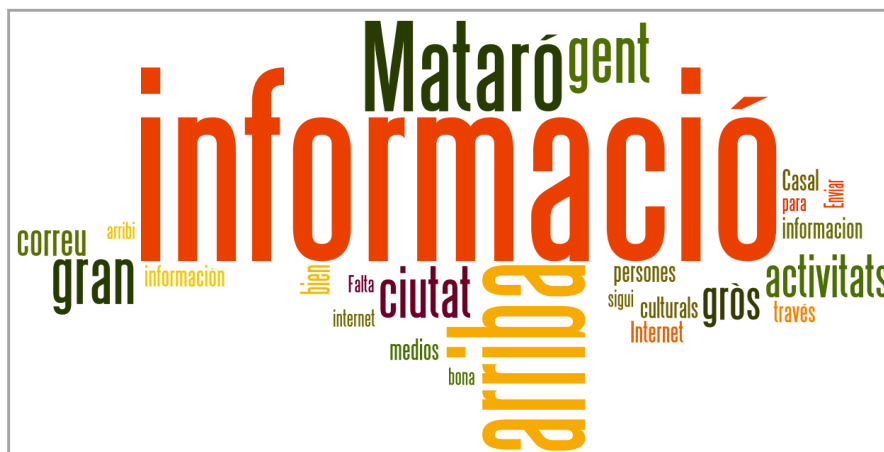 Mataró
gent
informació
Casal
para
Enviar
informacion
correu
arribi
gran
información
bien
Falta
ciutat
internet
medios
bona
arriba
persones
sigui
culturals
Internet
gròs
activitats
través